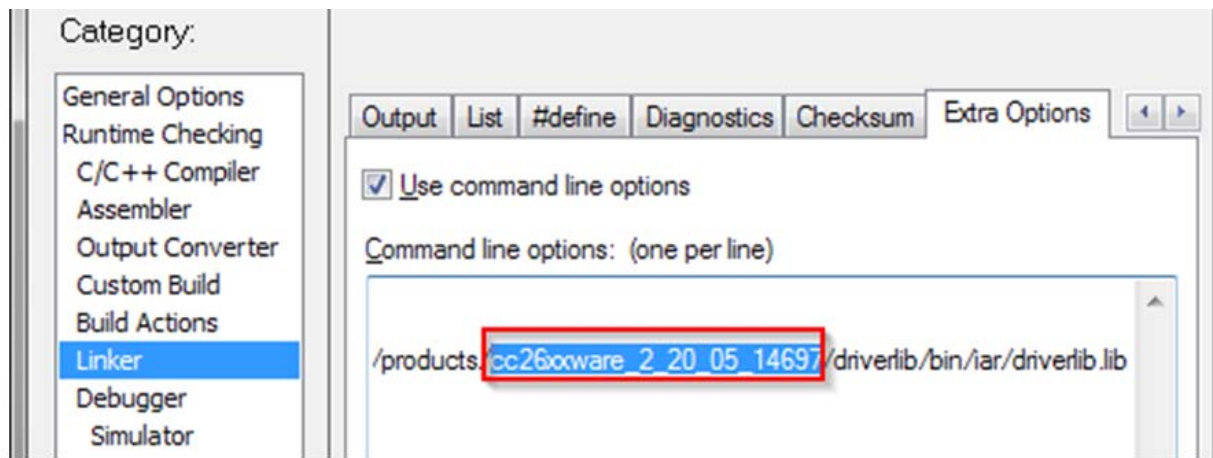 Category:
General Options
Runtime Checking
C/C++ Compiler
Assembler
Output Converter
Custom Build
Build Actions
Linker
Debugger
Simulator
Output List #define Diagnostics Checksum Extra Options
Use command line options
Command line options: (one per line)
/products/cc26xxware_2_20_05_14697/driverlib/bin/iar/driverlib.lib